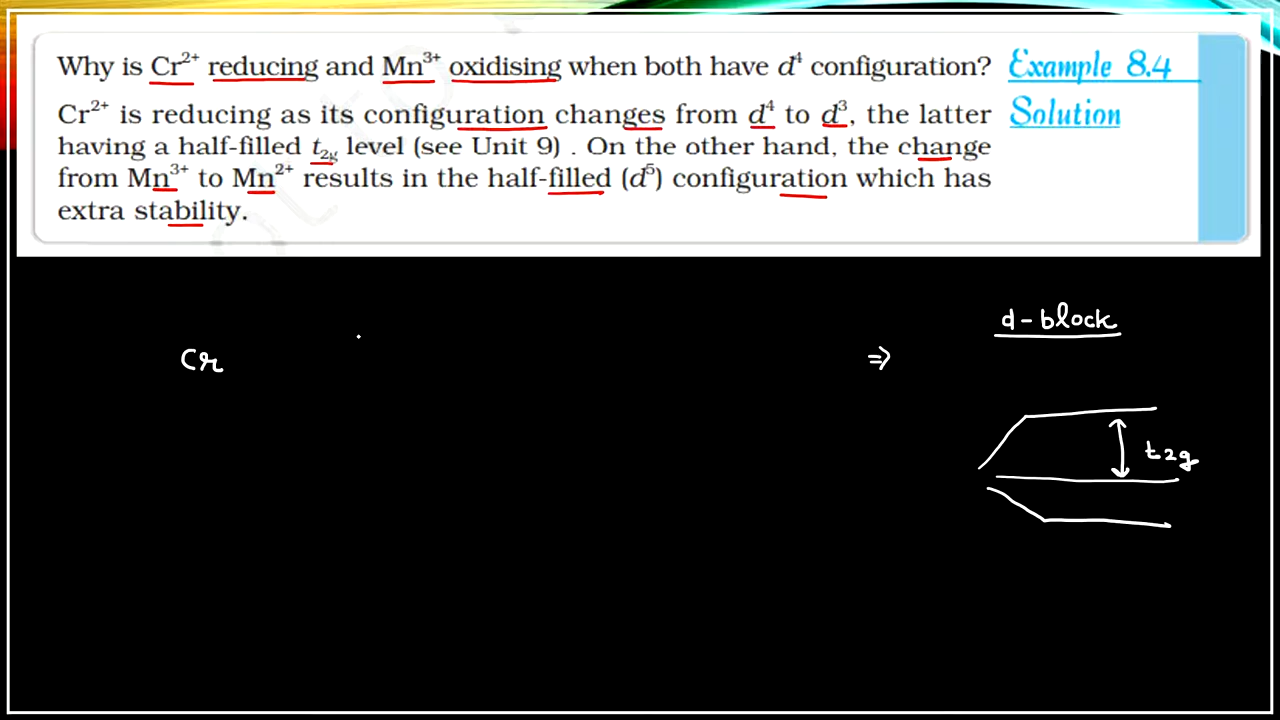 Why is Cr²⁺ reducing and Mn³⁺ oxidising when both have d⁴ configuration?
Example 8.4
Cr²⁺ is reducing as its configuration changes from d⁴ to d³, the latter
Solution
having a half-filled t₂g level (see Unit 9) . On the other hand, the change
from Mn³⁺ to Mn²⁺ results in the half-filled (d⁵) configuration which has
extra stability.
d-block
Cr
⇒
t₂g